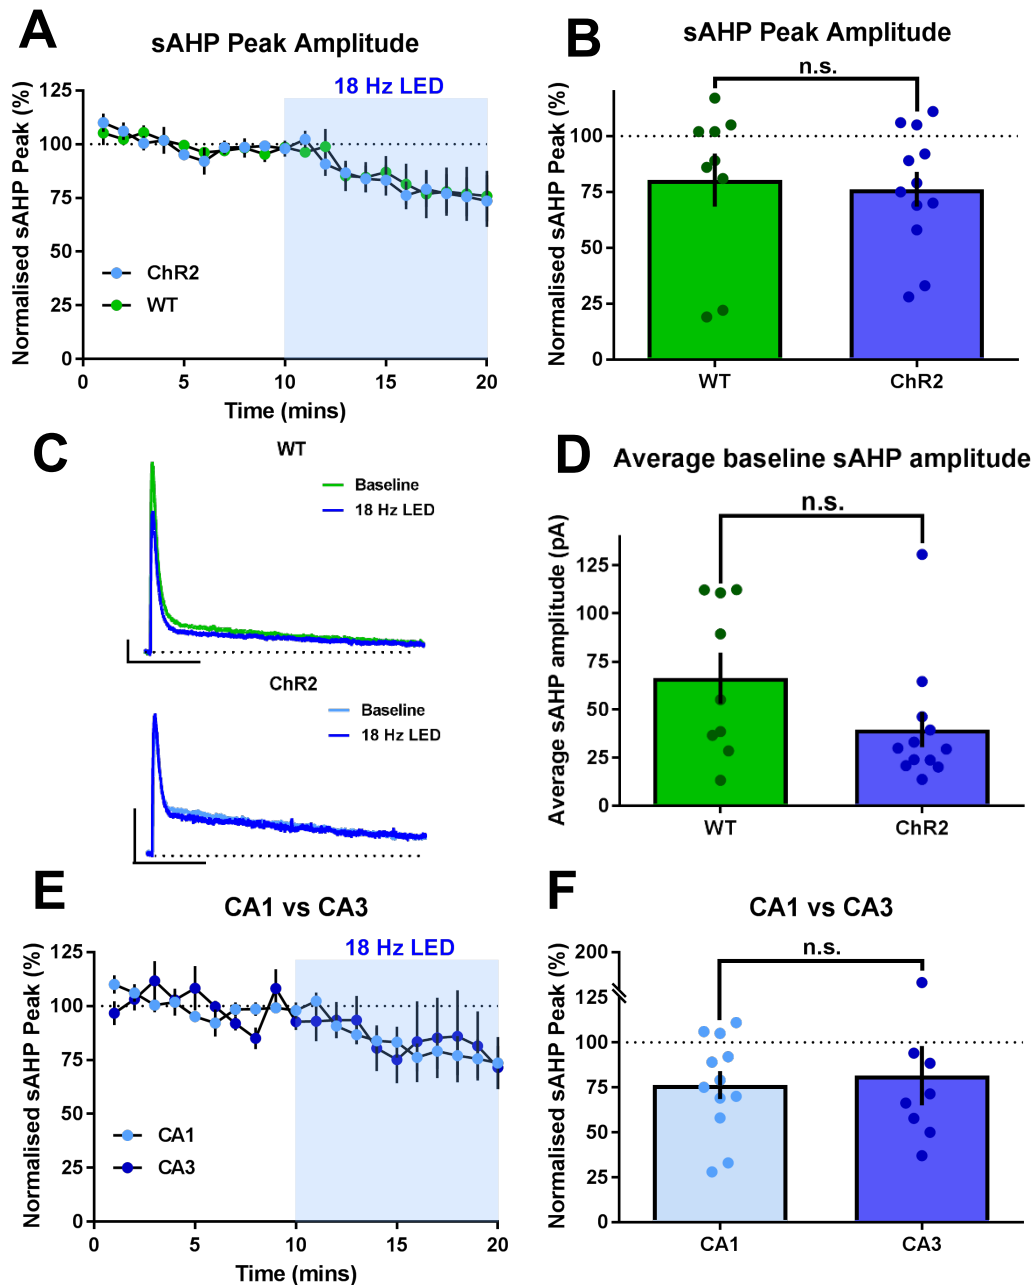 A
sAHP Peak Amplitude
18 Hz LED
Normalised sAHP Peak (%)
125
100
75
50
25
0
ChR2
WT
0
5
10
15
20
Time (mins)
B
sAHP Peak Amplitude
n.s.
Normalised sAHP Peak (%)
100
75
50
25
0
WT
ChR2
C
WT
Baseline
18 Hz LED
ChR2
Baseline
18 Hz LED
D
Average baseline sAHP amplitude
n.s.
Average sAHP amplitude (pA)
125
100
75
50
25
0
WT
ChR2
E
CA1 vs CA3
18 Hz LED
Normalised sAHP Peak (%)
125
100
75
50
25
0
CA1
CA3
0
5
10
15
20
Time (mins)
F
CA1 vs CA3
n.s.
Normalised sAHP Peak (%)
200
125
100
75
50
25
0
CA1
CA3